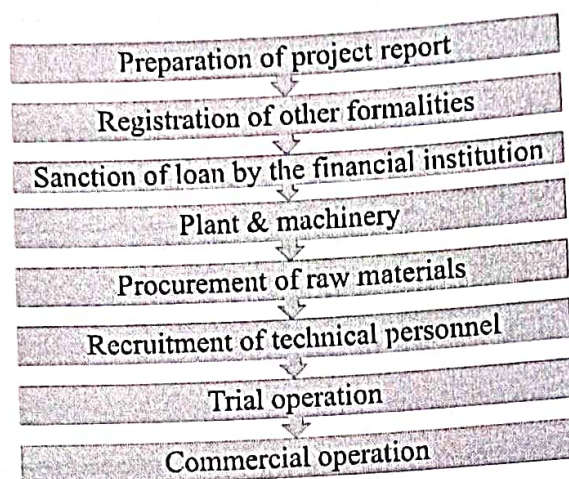 Preparation of project report
Registration of other formalities
Sanction of loan by the financial institution
Plant & machinery
Procurement of raw materials
Recruitment of technical personnel
Trial operation
Commercial operation